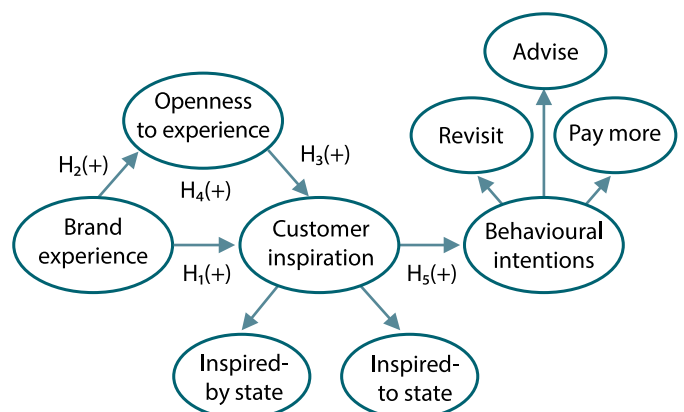 Advise
Openness
to experience
Revisit
Pay more
H₃(+)
H₂(+)
H₄(+)
Brand
experience
Customer
inspiration
Behavioural
intentions
H₁(+)
H₅(+)
Inspired-
by state
Inspired-
to state